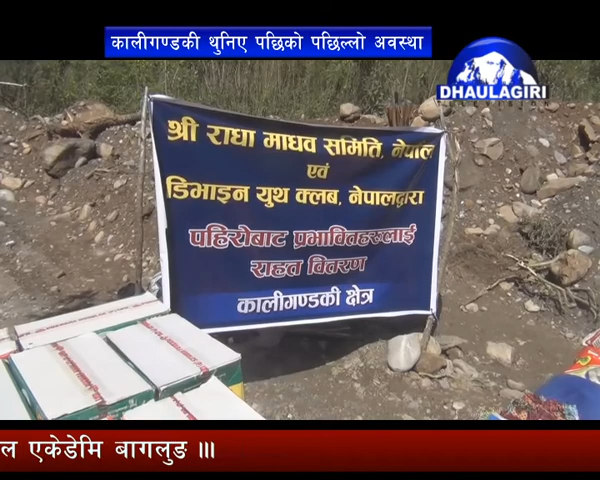 कालीगण्डकी थुनिए पछिको पछिल्लो अवस्था
DHAULAGIRI
TELEVISION
श्री राधा माधव समिति, नेपाल
एवं
डिभाइन युथ क्लब, नेपालद्वारा
पहिरोबाट प्रभावितहरुलाई
राहत वितरण
कालीगण्डकी क्षेत्र
ल एकेडेमि बागलुङ ॥